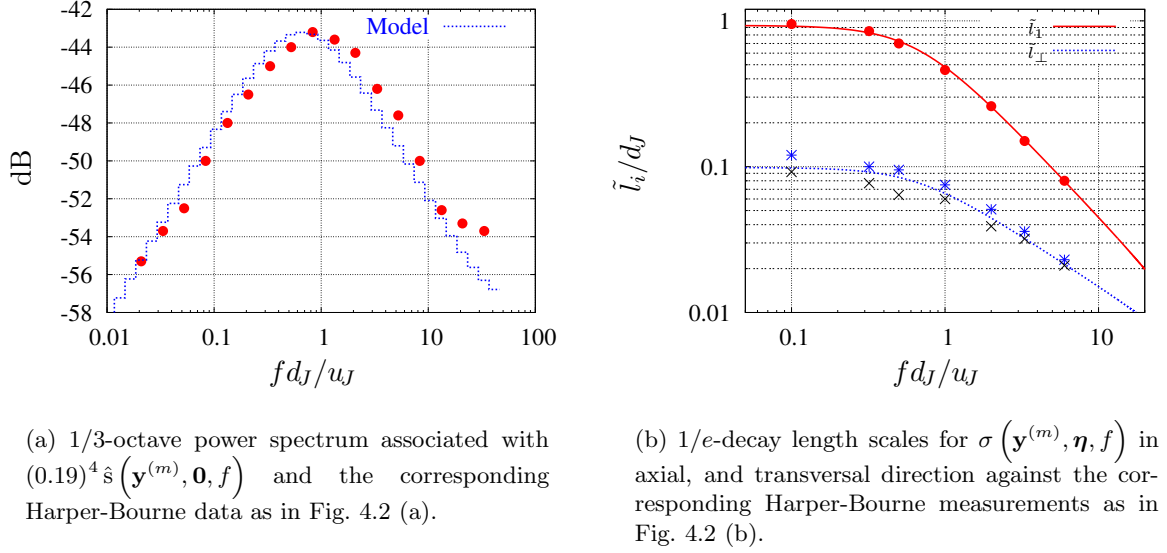 -42
-44
-46
-48
-50
-52
-54
-56
-58
dB
Model
0.01
0.1
1
10
100
f d_J/u_J
1
0.1
0.01
l̃_i/d_J
l̃_1
l̃_⊥
0.1
1
10
f d_J/u_J
(a) 1/3-octave power spectrum associated with
(0.19)^4 ŝ (y^(m), 0, f) and the corresponding
Harper-Bourne data as in Fig. 4.2 (a).
(b) 1/e-decay length scales for σ (y^(m), η, f) in
axial, and transversal direction against the cor-
responding Harper-Bourne measurements as in
Fig. 4.2 (b).